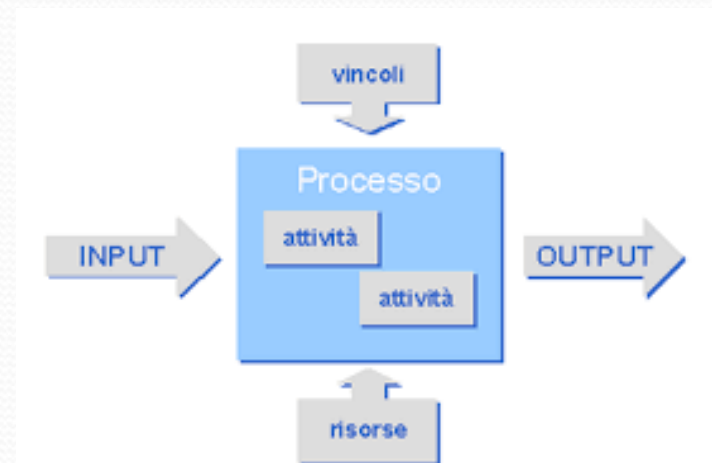 vincoli
Processo
attività
INPUT
OUTPUT
attività
risorse